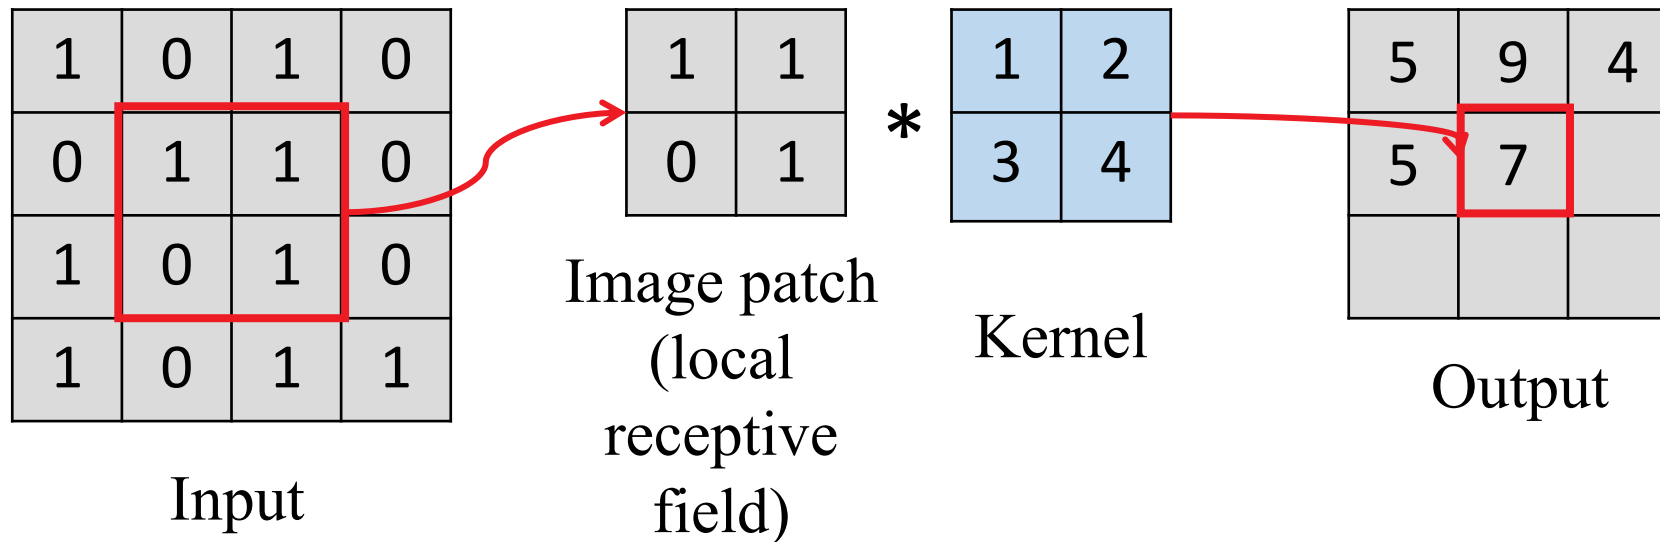 1 0 1 0
0 1 1 0
1 0 1 0
1 0 1 1
Input
1 1
0 1
Image patch
(local
receptive
field)
*
1 2
3 4
Kernel
5 9 4
5 7
Output